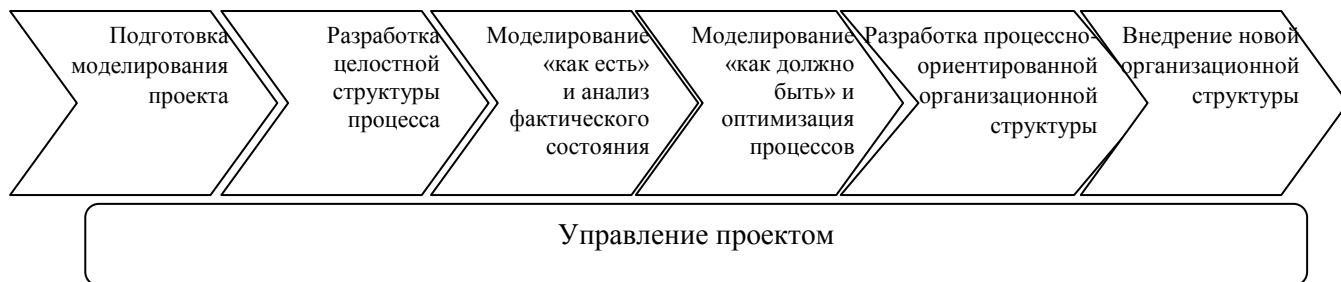 Подготовка
моделирования
проекта
Разработка
целостной
структуры
процесса
Моделирование
«как есть»
и анализ
фактического
состояния
Моделирование
«как должно
быть» и
оптимизация
процессов
Разработка процессно-
ориентированной
организационной
структуры
Внедрение новой
организационной
структуры
Управление проектом